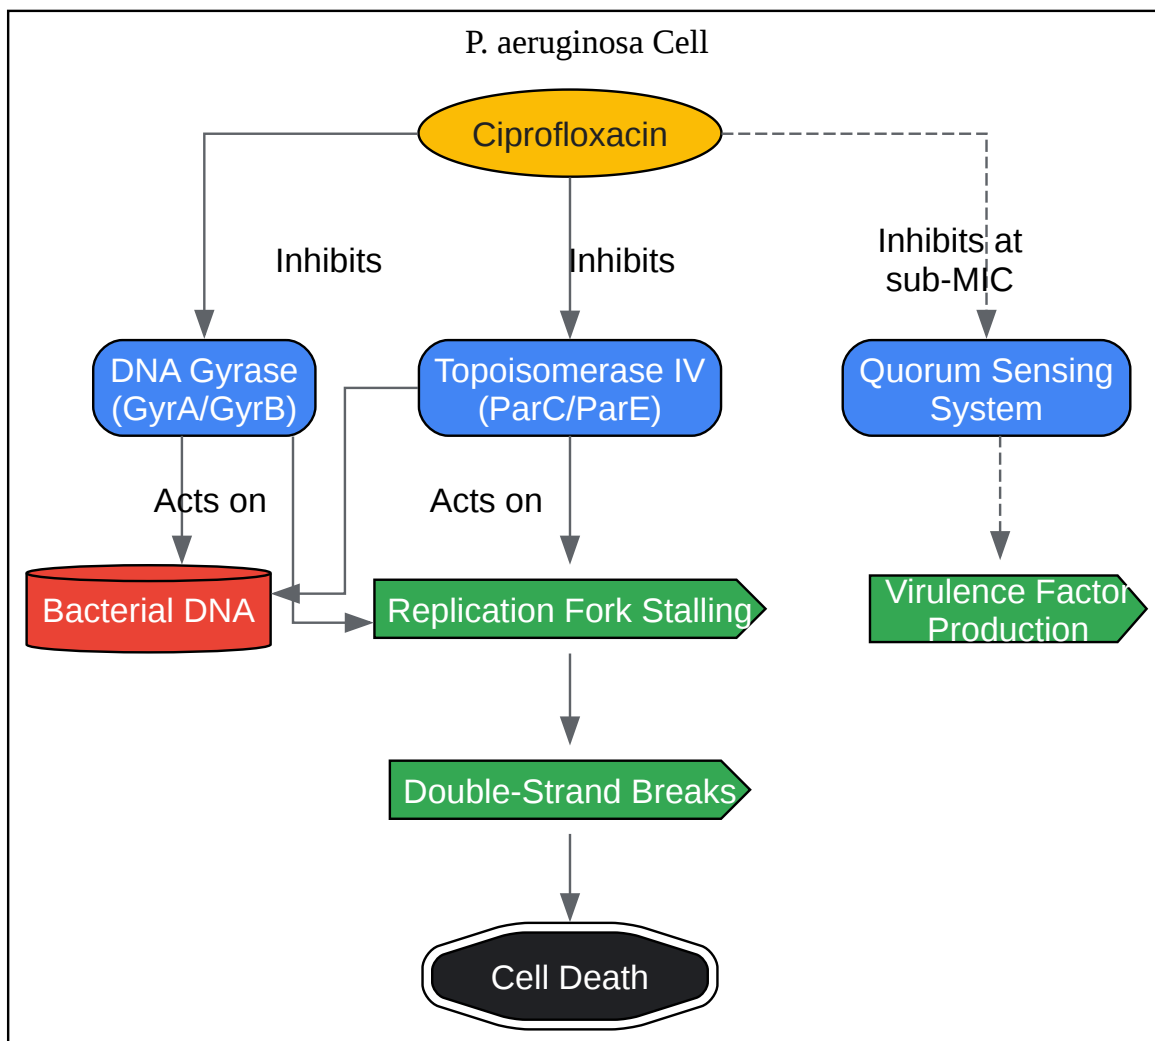 P. aeruginosa Cell
Ciprofloxacin
Inhibits
Inhibits
Inhibits at
sub-MIC
DNA Gyrase
(GyrA/GyrB)
Topoisomerase IV
(ParC/ParE)
Quorum Sensing
System
Acts on
Acts on
Bacterial DNA
Replication Fork Stalling
Virulence Factor
Production
Double-Strand Breaks
Cell Death